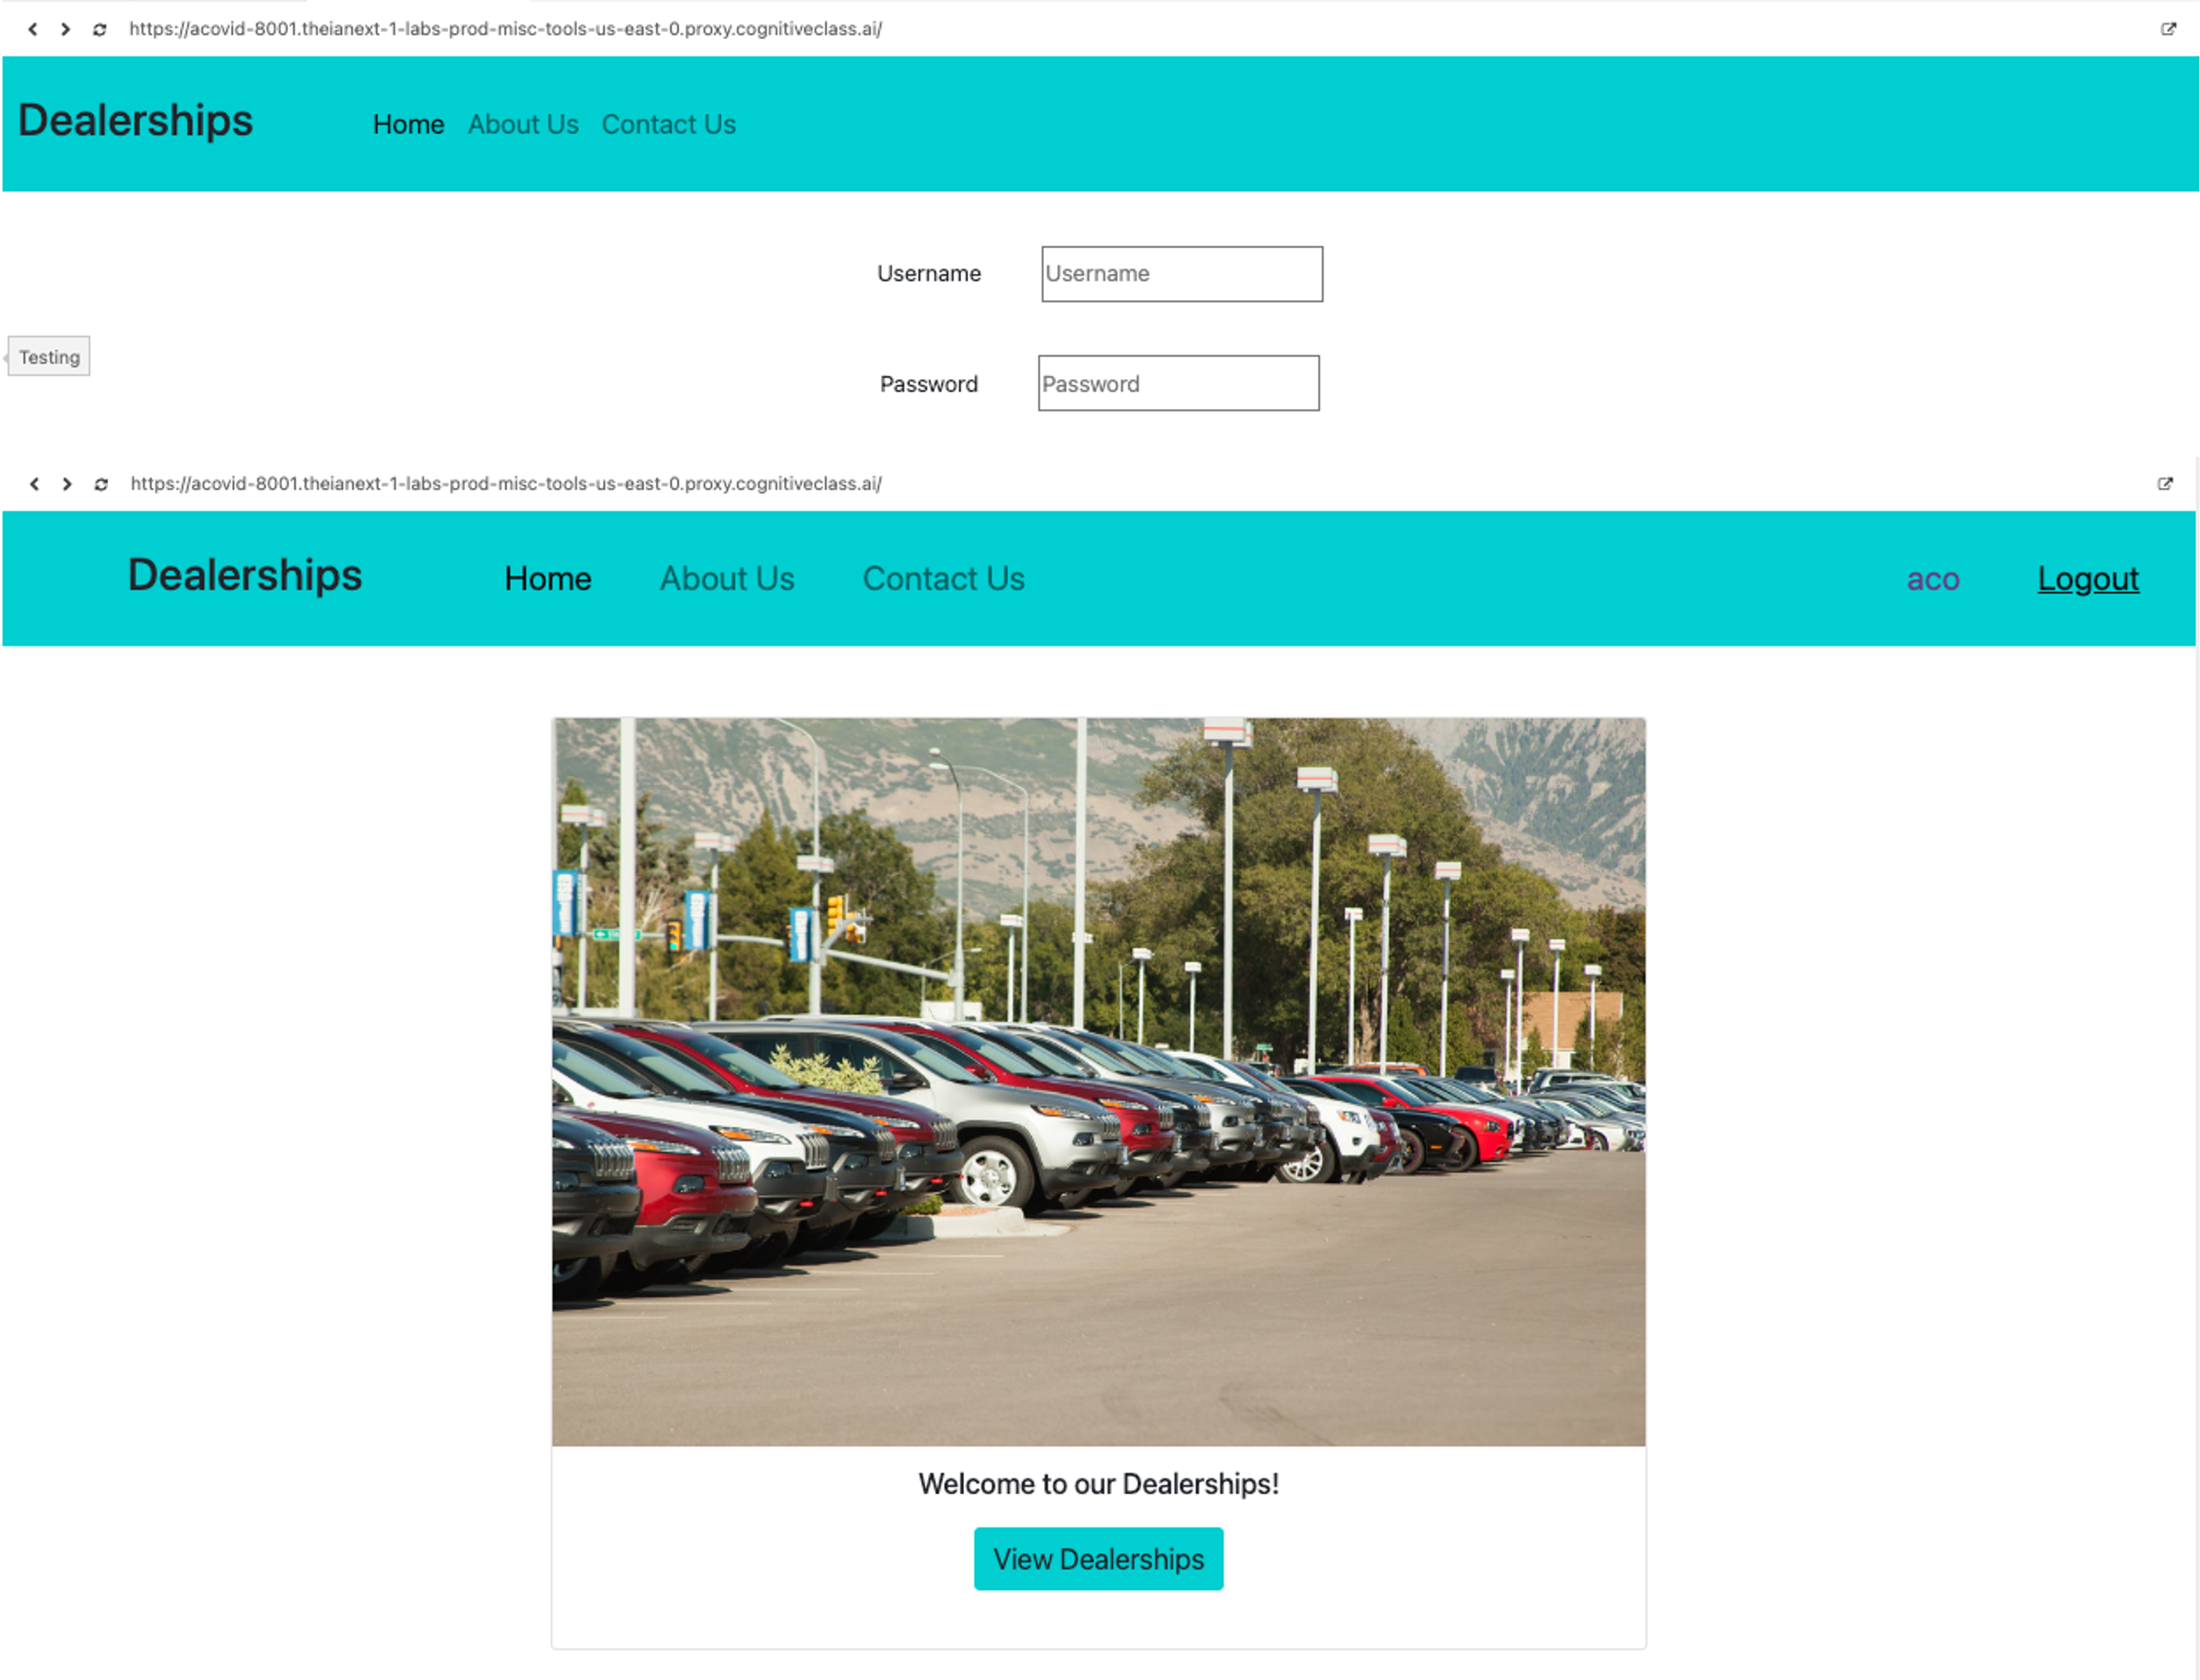 https://acovid-8001.theianext-1-labs-prod-misc-tools-us-east-0.proxy.cognitiveclass.ai/
Dealerships Home About Us Contact Us
Username Username
Testing
Password Password
https://acovid-8001.theianext-1-labs-prod-misc-tools-us-east-0.proxy.cognitiveclass.ai/
Dealerships Home About Us Contact Us aco Logout
Welcome to our Dealerships!
View Dealerships